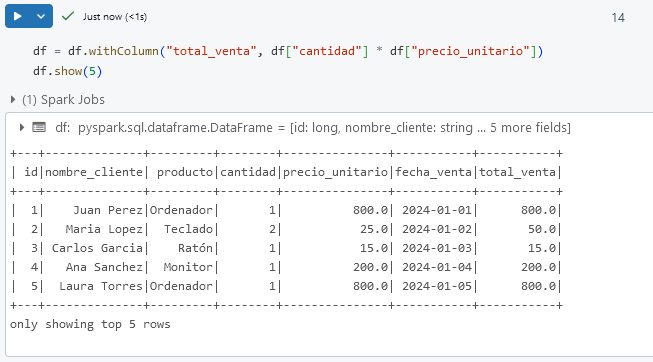 Just now (<1s)
14
df = df.withColumn("total_venta", df["cantidad"] * df["precio_unitario"])
df.show(5)
(1) Spark Jobs
df: pyspark.sql.dataframe.DataFrame = [id: long, nombre_cliente: string ... 5 more fields]
+---+--------------+---------+--------+---------------+-----------+-----------+
| id|nombre_cliente| producto|cantidad|precio_unitario|fecha_venta|total_venta|
+---+--------------+---------+--------+---------------+-----------+-----------+
|  1|    Juan Perez|Ordenador|       1|          800.0| 2024-01-01|      800.0|
|  2|   Maria Lopez|  Teclado|       2|           25.0| 2024-01-02|       50.0|
|  3| Carlos Garcia|    Ratón|       1|           15.0| 2024-01-03|       15.0|
|  4|   Ana Sanchez|  Monitor|       1|          200.0| 2024-01-04|      200.0|
|  5|  Laura Torres|Ordenador|       1|          800.0| 2024-01-05|      800.0|
+---+--------------+---------+--------+---------------+-----------+-----------+
only showing top 5 rows